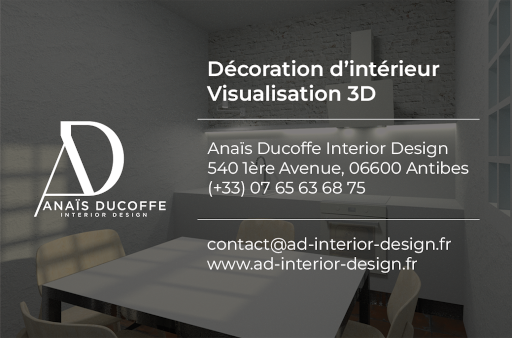 Décoration d’intérieur
Visualisation 3D
Anaïs Ducoffe Interior Design
540 1ère Avenue, 06600 Antibes
(+33) 07 65 63 68 75
contact@ad-interior-design.fr
www.ad-interior-design.fr
AD
ANAÏS DUCOFFE
INTERIOR DESIGN